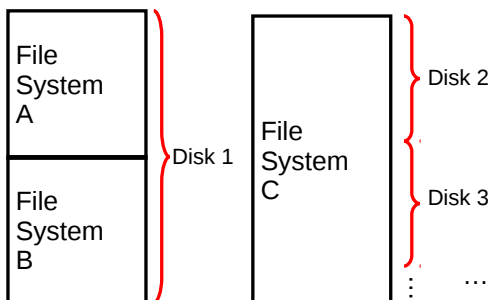 File
System
A
Disk 1
File
System
B
File
System
C
Disk 2
Disk 3
⋮
...